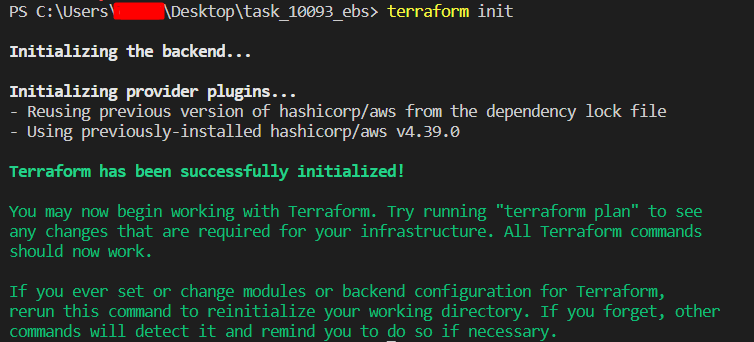 PS C:\Users\\Desktop\task_10093_ebs> terraform init
Initializing the backend...
Initializing provider plugins...
- Reusing previous version of hashicorp/aws from the dependency lock file
- Using previously-installed hashicorp/aws v4.39.0
Terraform has been successfully initialized!
You may now begin working with Terraform. Try running "terraform plan" to see
any changes that are required for your infrastructure. All Terraform commands
should now work.
If you ever set or change modules or backend configuration for Terraform,
rerun this command to reinitialize your working directory. If you forget, other
commands will detect it and remind you to do so if necessary.